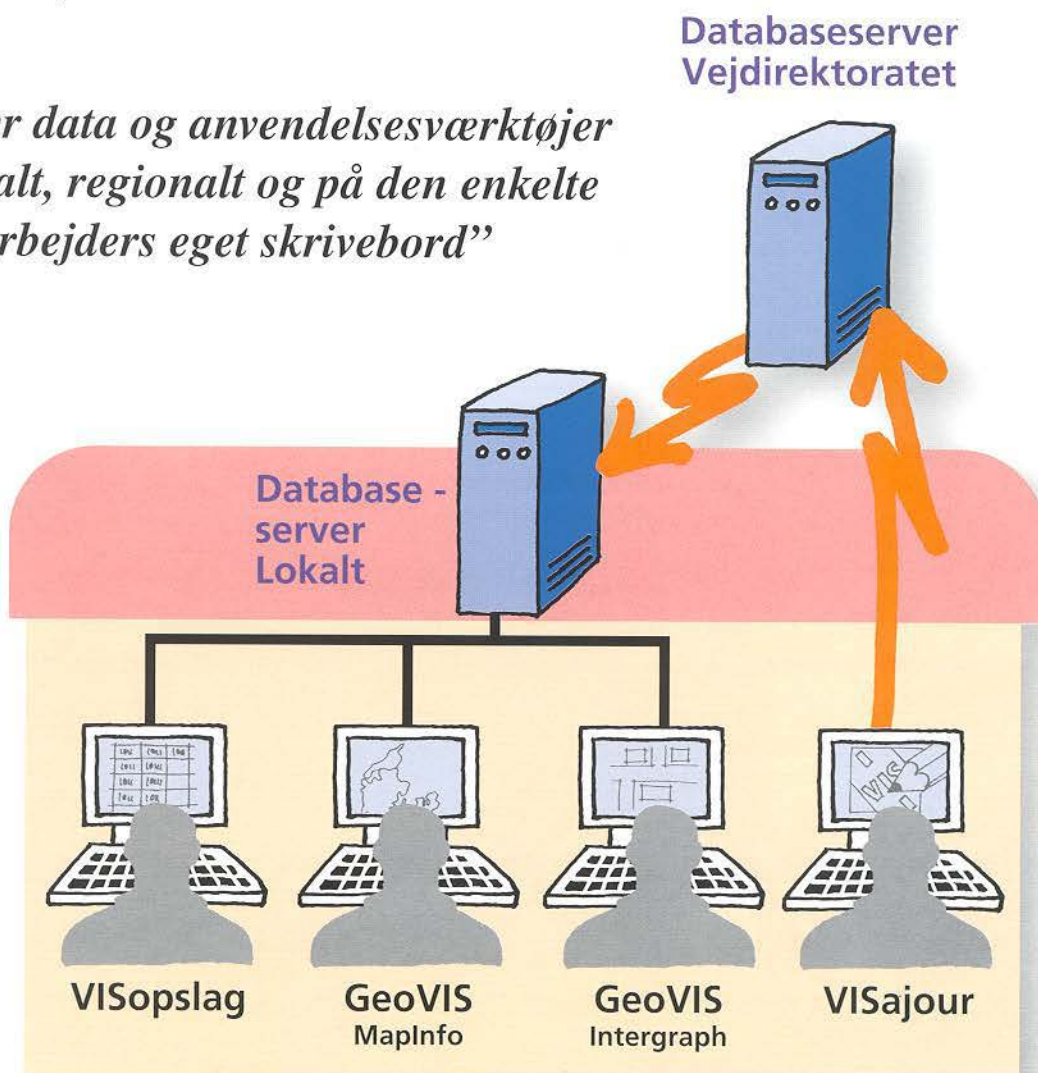 Databaseserver
Vejdirektoratet
r data og anvendelsesværktøjer
alt, regionalt og på den enkelte
rbejders eget skrivebord”
Database -
server
Lokalt
VIS
VISopslag
GeoVIS
MapInfo
GeoVIS
Intergraph
VISajour